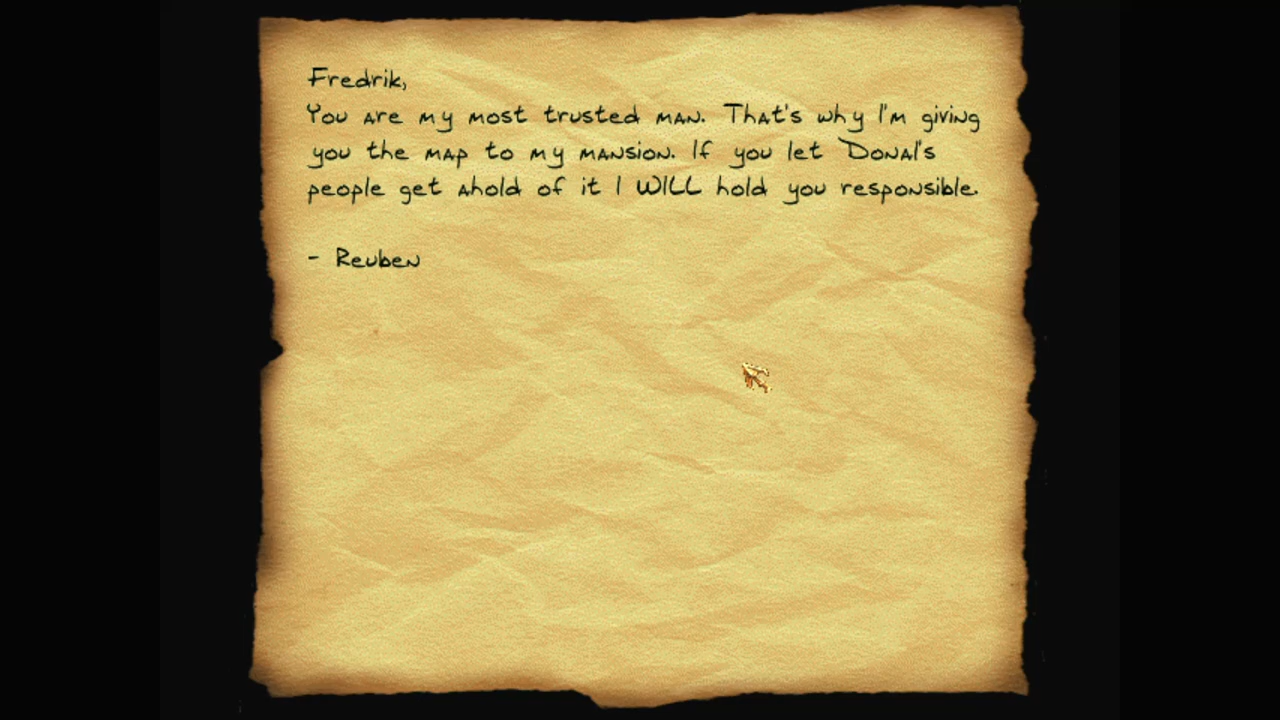 Fredrik,
You are my most trusted man. That's why I'm giving
you the map to my mansion. If you let Donal's
people get ahold of it I WILL hold you responsible.
- Reuben